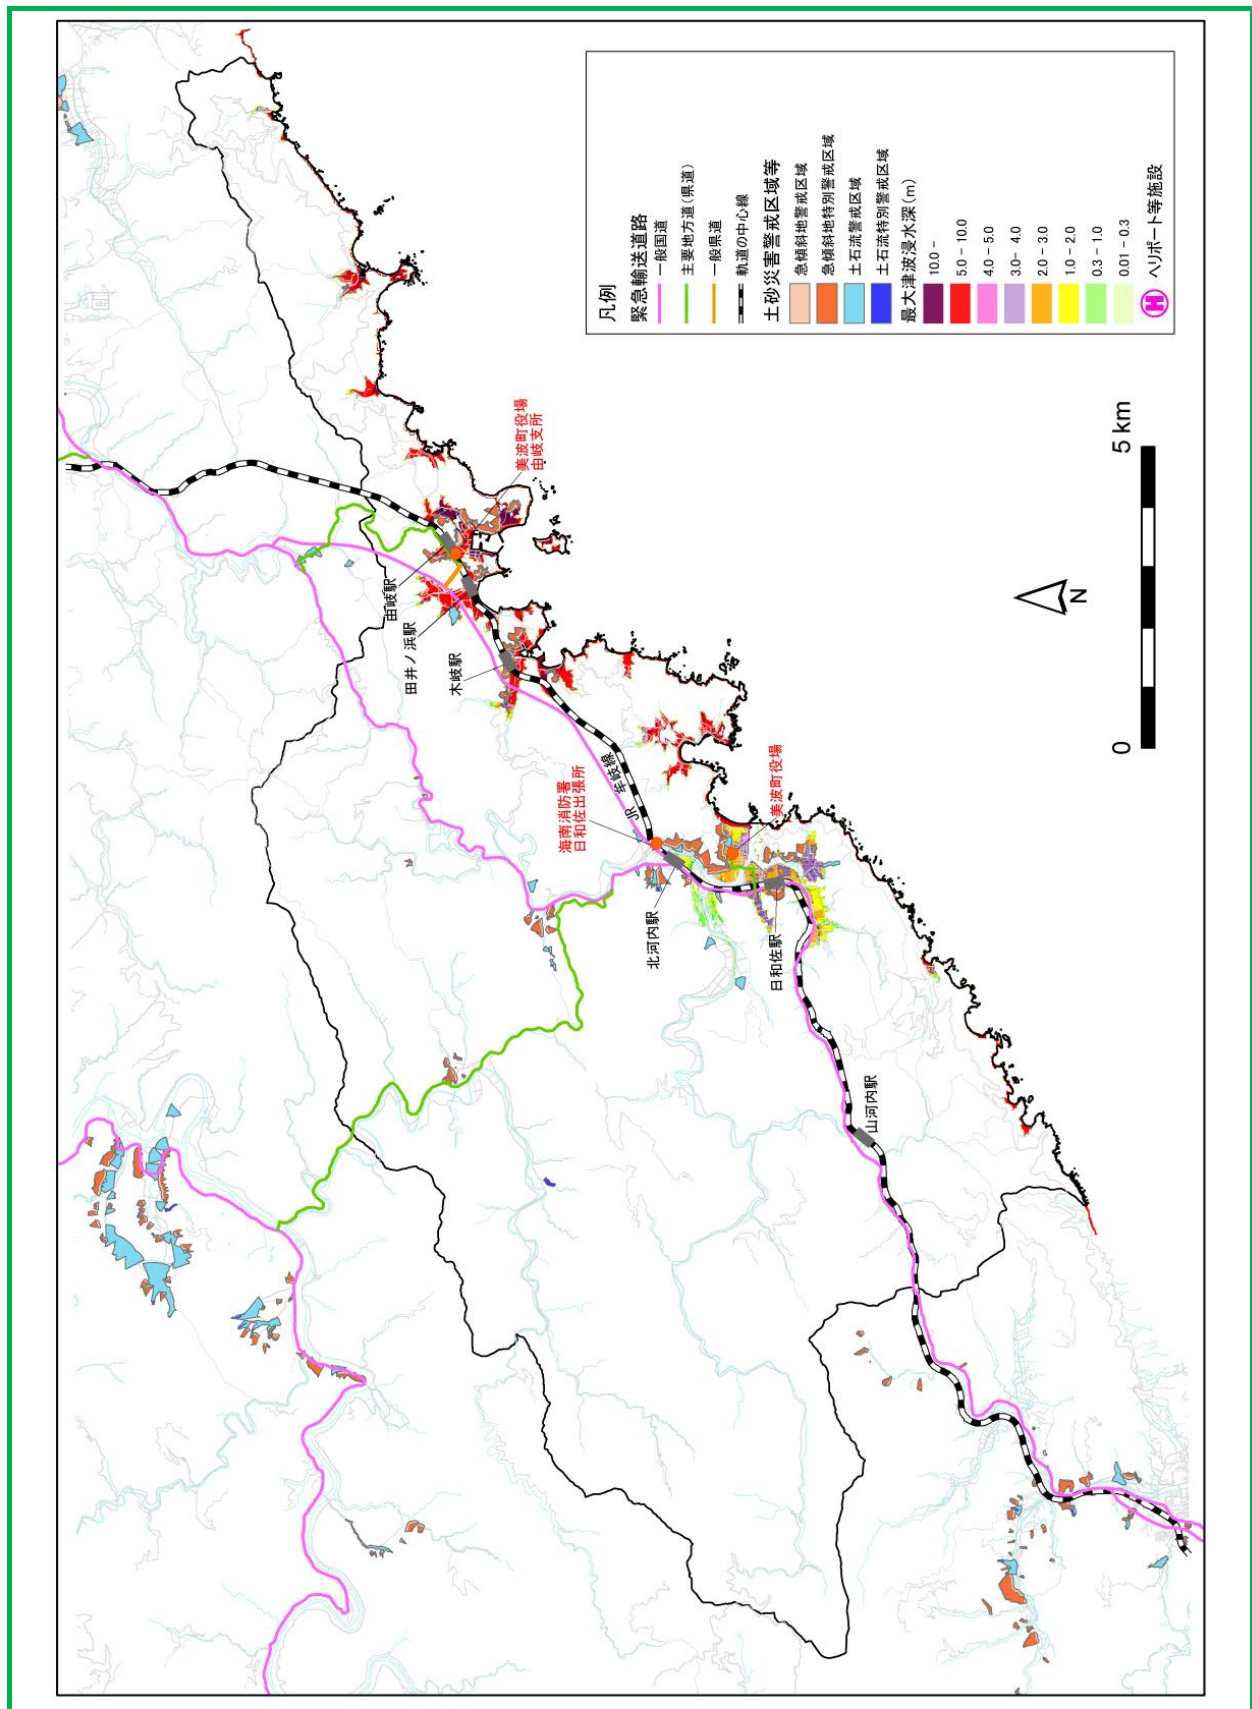 凡例
緊急輸送道路
一般国道
主要地方道(県道)
一般県道
軌道の中心線
土砂災害警戒区域等
急傾斜地警戒区域
急傾斜地特別警戒区域
土石流警戒区域
土石流特別警戒区域
最大津波浸水深(m)
10.0 -
5.0 - 10.0
4.0 - 5.0
3.0- 4.0
2.0 - 3.0
1.0 - 2.0
0.3 - 1.0
0.01 - 0.3
H ヘリポート等施設
美波町役場
由岐支所
由岐駅
田井ノ浜駅
木岐駅
JR 牟岐線
海南消防署
日和佐出張所
美波町役場
北河内駅
日和佐駅
山河内駅
N
0 5 km